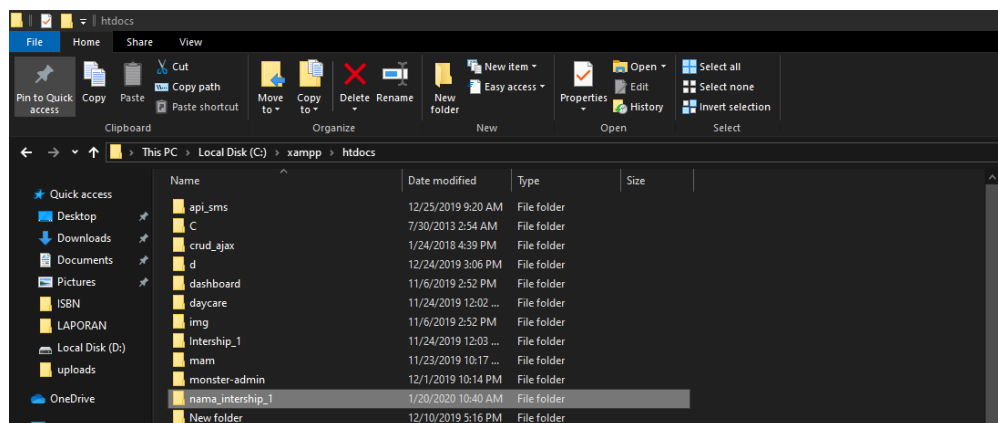 htdocs
File Home Share View
Pin to Quick access
Copy
Paste
Cut
Copy path
Paste shortcut
Move to
Copy to
Delete
Rename
New folder
New item
Easy access
Properties
Open
Edit
History
Select all
Select none
Invert selection
Clipboard Organize New Open Select
This PC > Local Disk (C:) > xampp > htdocs
Quick access
Desktop
Downloads
Documents
Pictures
ISBN
LAPORAN
Local Disk (D:)
uploads
OneDrive
Name Date modified Type Size
api_sms 12/25/2019 9:20 AM File folder
C 7/30/2013 2:54 AM File folder
crud_ajax 1/24/2018 4:39 PM File folder
d 12/24/2019 3:06 PM File folder
dashboard 11/6/2019 2:52 PM File folder
daycare 11/24/2019 12:02 ... File folder
img 11/6/2019 2:52 PM File folder
Intership_1 11/24/2019 12:03 ... File folder
mam 11/23/2019 10:17 ... File folder
monster-admin 12/1/2019 10:14 PM File folder
nama_intership_1 1/20/2020 10:40 AM File folder
New folder 12/10/2019 5:16 PM File folder